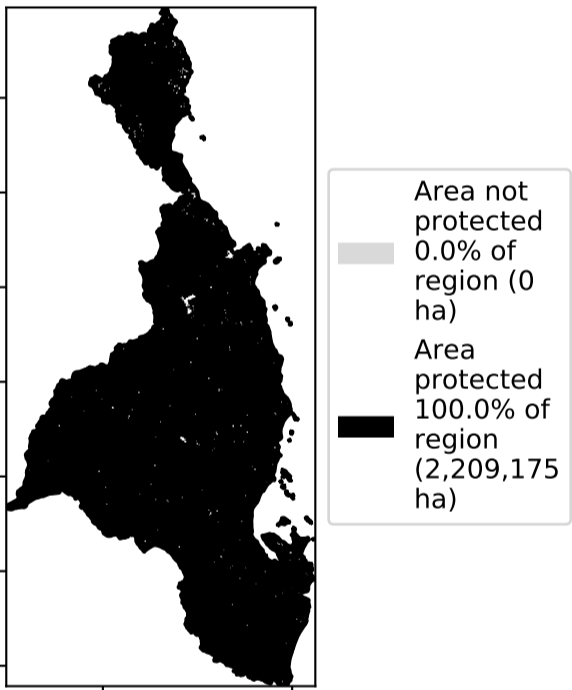 Area not
protected
0.0% of
region (0
ha)
Area
protected
100.0% of
region
(2,209,175
ha)